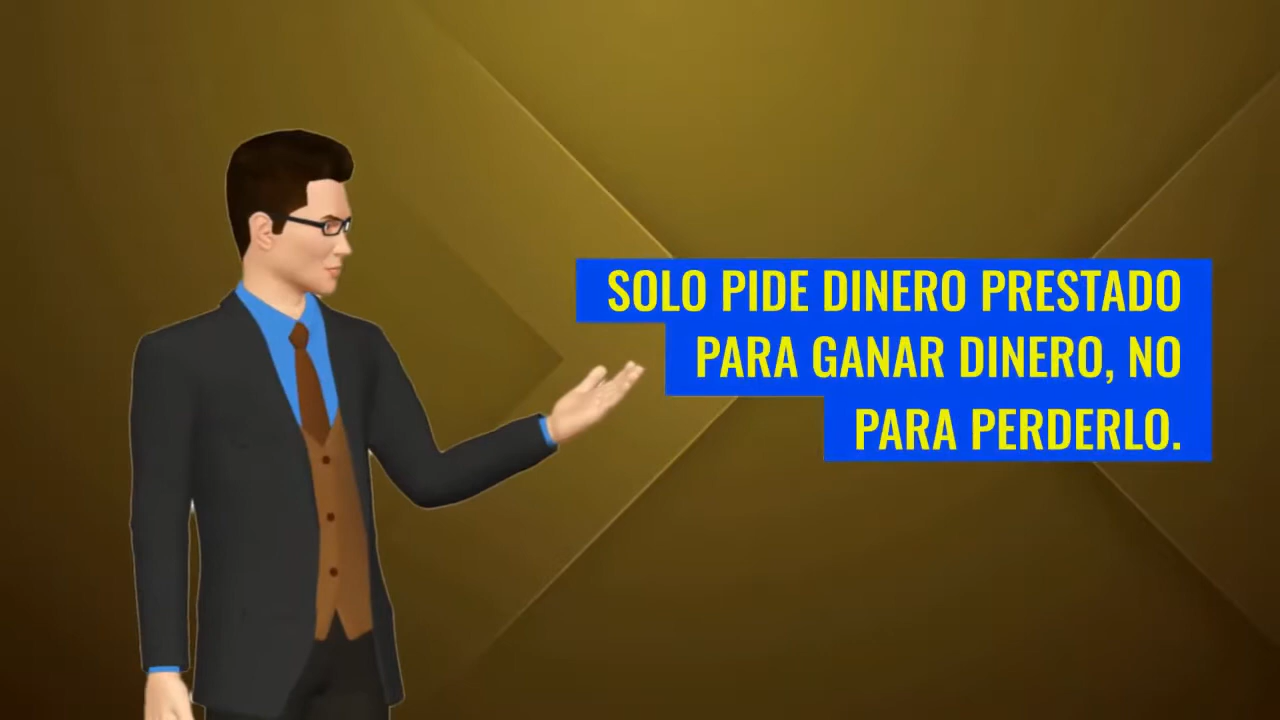 SOLO PIDE DINERO PRESTADO
PARA GANAR DINERO, NO
PARA PERDERLO.